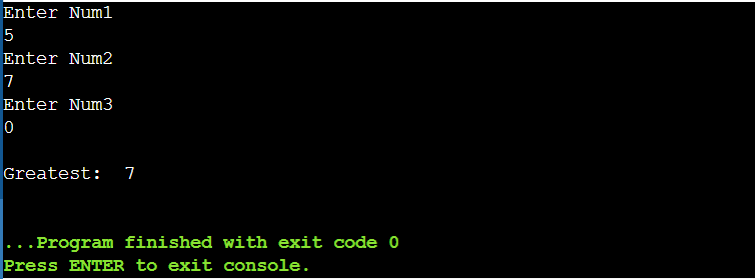 Enter Num1
5
Enter Num2
7
Enter Num3
0
Greatest:  7
...Program finished with exit code 0
Press ENTER to exit console.